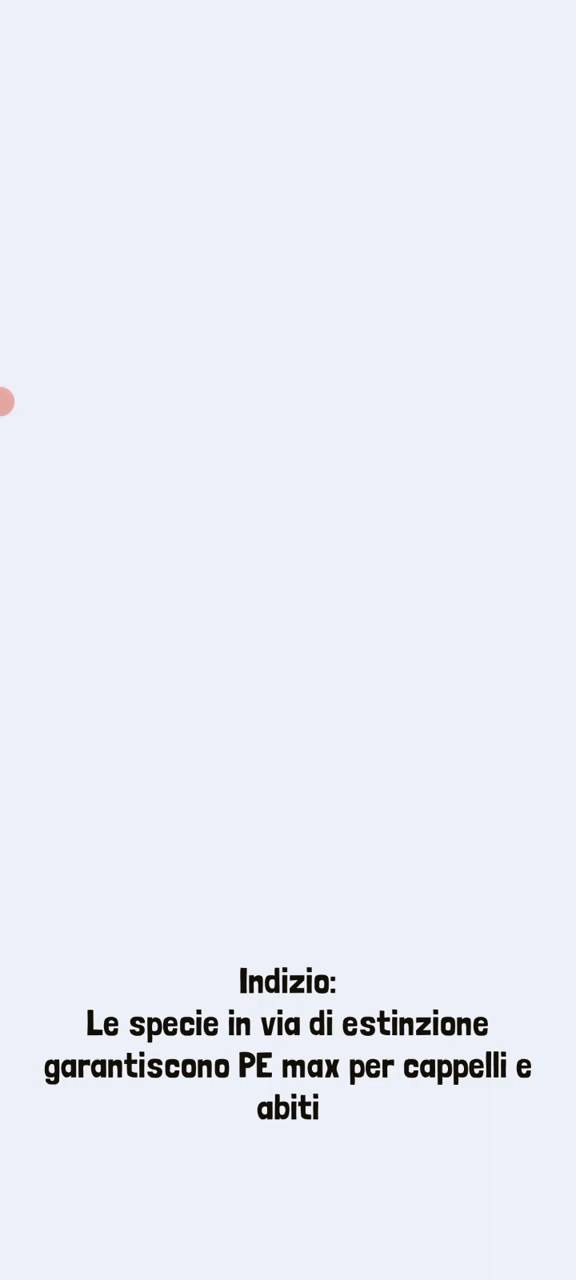 Indizio:
Le specie in via di estinzione
garantiscono PE max per cappelli e
abiti